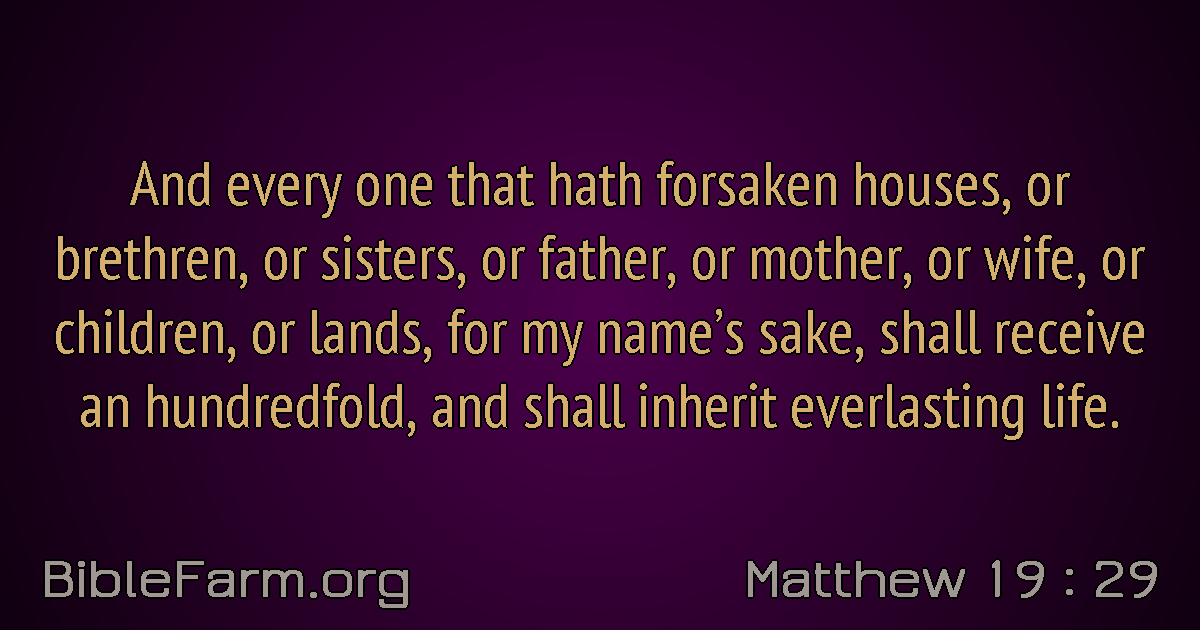 And every one that hath forsaken houses, or
brethren, or sisters, or father, or mother, or wife, or
children, or lands, for my name’s sake, shall receive
an hundredfold, and shall inherit everlasting life.
BibleFarm.org
Matthew 19 : 29